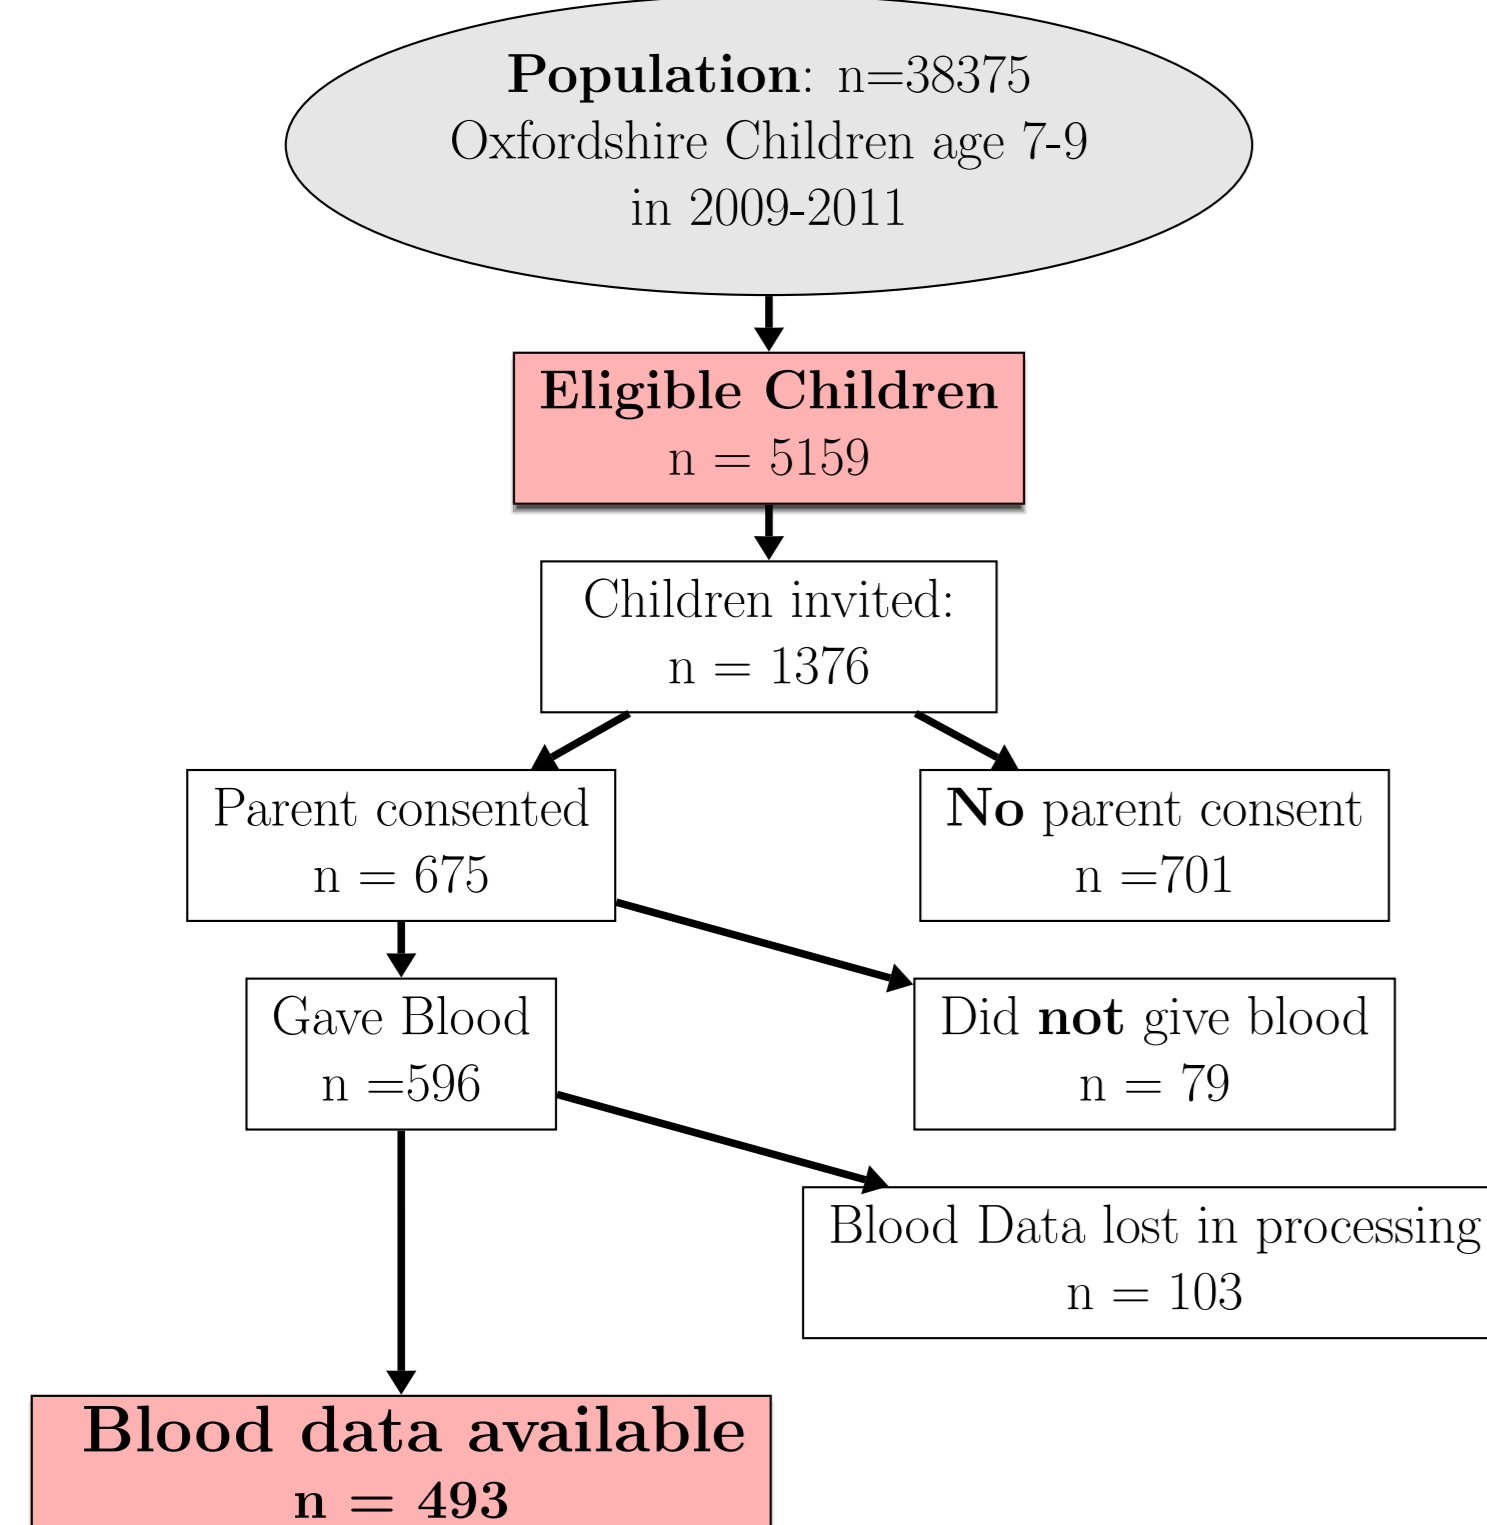 Population: n=38375
Oxfordshire Children age 7-9
in 2009-2011
Eligible Children
n = 5159
Children invited:
n = 1376
Parent consented
n = 675
No parent consent
n =701
Gave Blood
n =596
Did not give blood
n = 79
Blood Data lost in processing
n = 103
Blood data available
n = 493